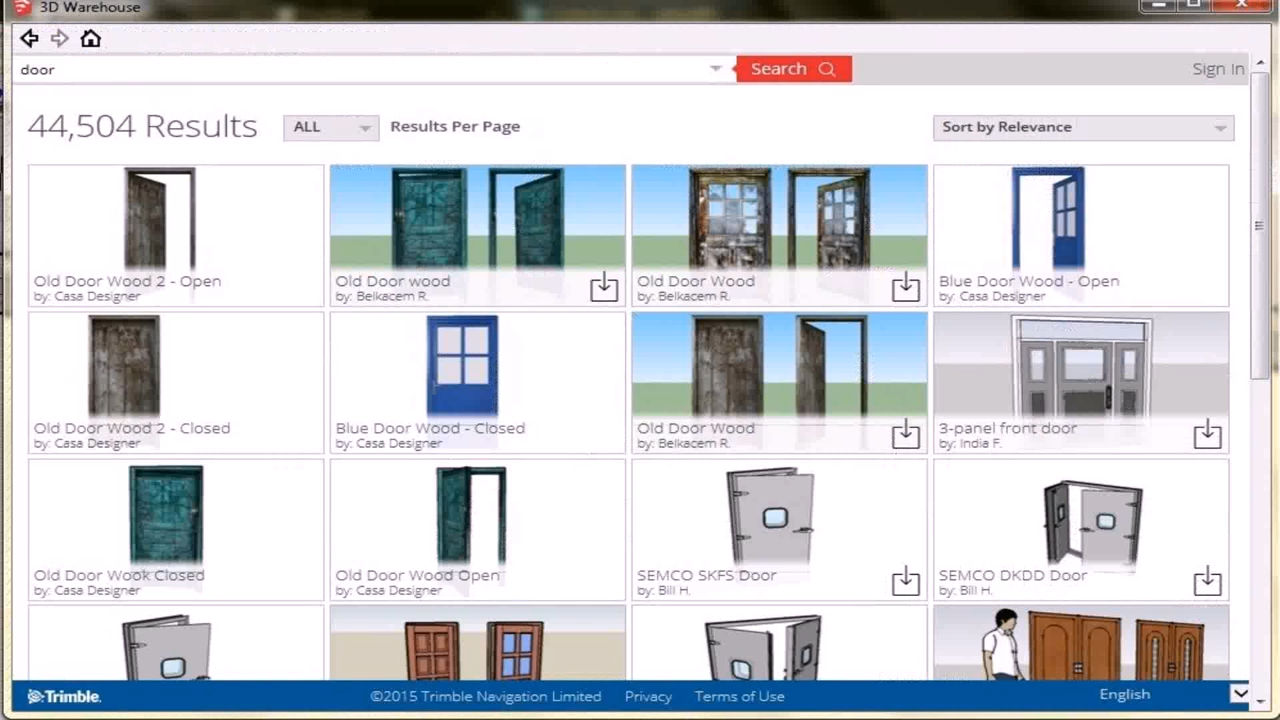 3D Warehouse
door
Search
Sign In
44,504 Results
ALL
Results Per Page
Sort by Relevance
Old Door Wood 2 - Open
by: Casa Designer
Old Door wood
by: Belkacem R.
Old Door Wood
by: Belkacem R.
Blue Door Wood - Open
by: Casa Designer
Old Door Wood 2 - Closed
by: Casa Designer
Blue Door Wood - Closed
by: Casa Designer
Old Door Wood
by: Belkacem R.
3-panel front door
by: India F.
Old Door Wook Closed
by: Casa Designer
Old Door Wood Open
by: Casa Designer
SEMCO SKFS Door
by: Bill H.
SEMCO DKDD Door
by: Bill H.
Trimble.
©2015 Trimble Navigation Limited
Privacy
Terms of Use
English